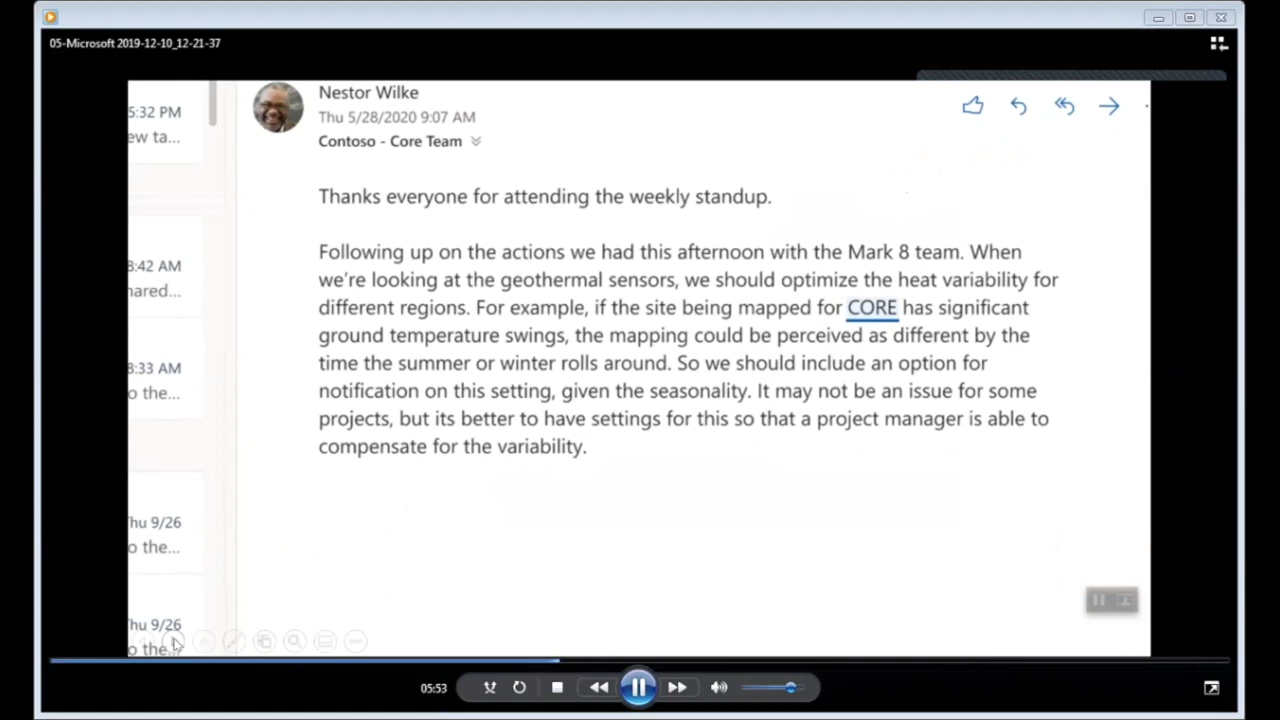 05-Microsoft 2019-12-10_12-21-37
5:32 PM
ew ta...
8:42 AM
hared...
8:33 AM
o the...
Thu 9/26
o the...
Thu 9/26
o the...
Nestor Wilke
Thu 5/28/2020 9:07 AM
Contoso - Core Team
Thanks everyone for attending the weekly standup.
Following up on the actions we had this afternoon with the Mark 8 team. When
we're looking at the geothermal sensors, we should optimize the heat variability for
different regions. For example, if the site being mapped for CORE has significant
ground temperature swings, the mapping could be perceived as different by the
time the summer or winter rolls around. So we should include an option for
notification on this setting, given the seasonality. It may not be an issue for some
projects, but its better to have settings for this so that a project manager is able to
compensate for the variability.
05:53